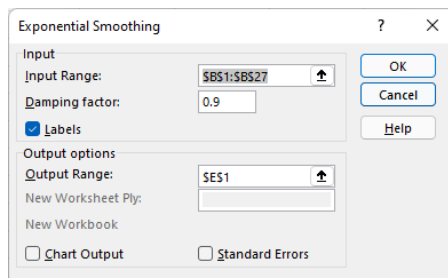 Exponential Smoothing ? ×
Input
Input Range: $B$1:$B$27
OK
Damping factor: 0.9
Cancel
Labels
Help
Output options
Output Range: $E$1
New Worksheet Ply:
New Workbook
Chart Output Standard Errors